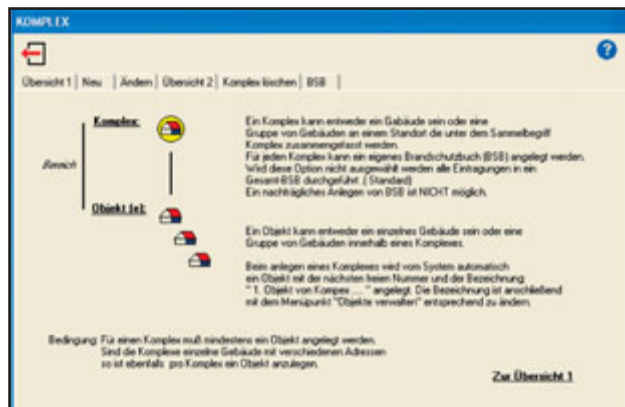 KOMPLEX
?
Übersicht 1 | Neu | Ändern | Übersicht 2 | Komplex löschen | BSB |
Komplex:
Bereich
Objekt (e):
Ein Komplex kann entweder ein Gebäude sein oder eine
Gruppe von Gebäuden an einem Standort die unter dem Sammelbegriff
Komplex zusammengefasst werden.
Für jeden Komplex kann ein eigenes Brandschutzbuch (BSB) angelegt werden.
Wird diese Option nicht ausgewählt werden alle Eintragungen in ein
Gesamt-BSB durchgeführt .( Standard)
Ein nachträgliches Anlegen von BSB ist NICHT möglich.
Ein Objekt kann entweder ein einzelnes Gebäude sein oder eine
Gruppe von Gebäuden innerhalb eines Komplexes.
Beim anlegen eines Komplexes wird vom System automatisch
ein Objekt mit der nächsten freien Nummer und der Bezeichnung:
" 1. Objekt von Kompex .... " angelegt. Die Bezeichnung ist anschließend
mit dem Menüpunkt "Objekte verwalten" entsprechend zu ändern.
Bedingung: Für einen Komplex muß mindestens ein Objekt angelegt werden.
Sind die Komplexe einzelne Gebäude mit verschiedenen Adressen
so ist ebenfalls pro Komplex ein Objekt anzulegen.
Zur Übersicht 1